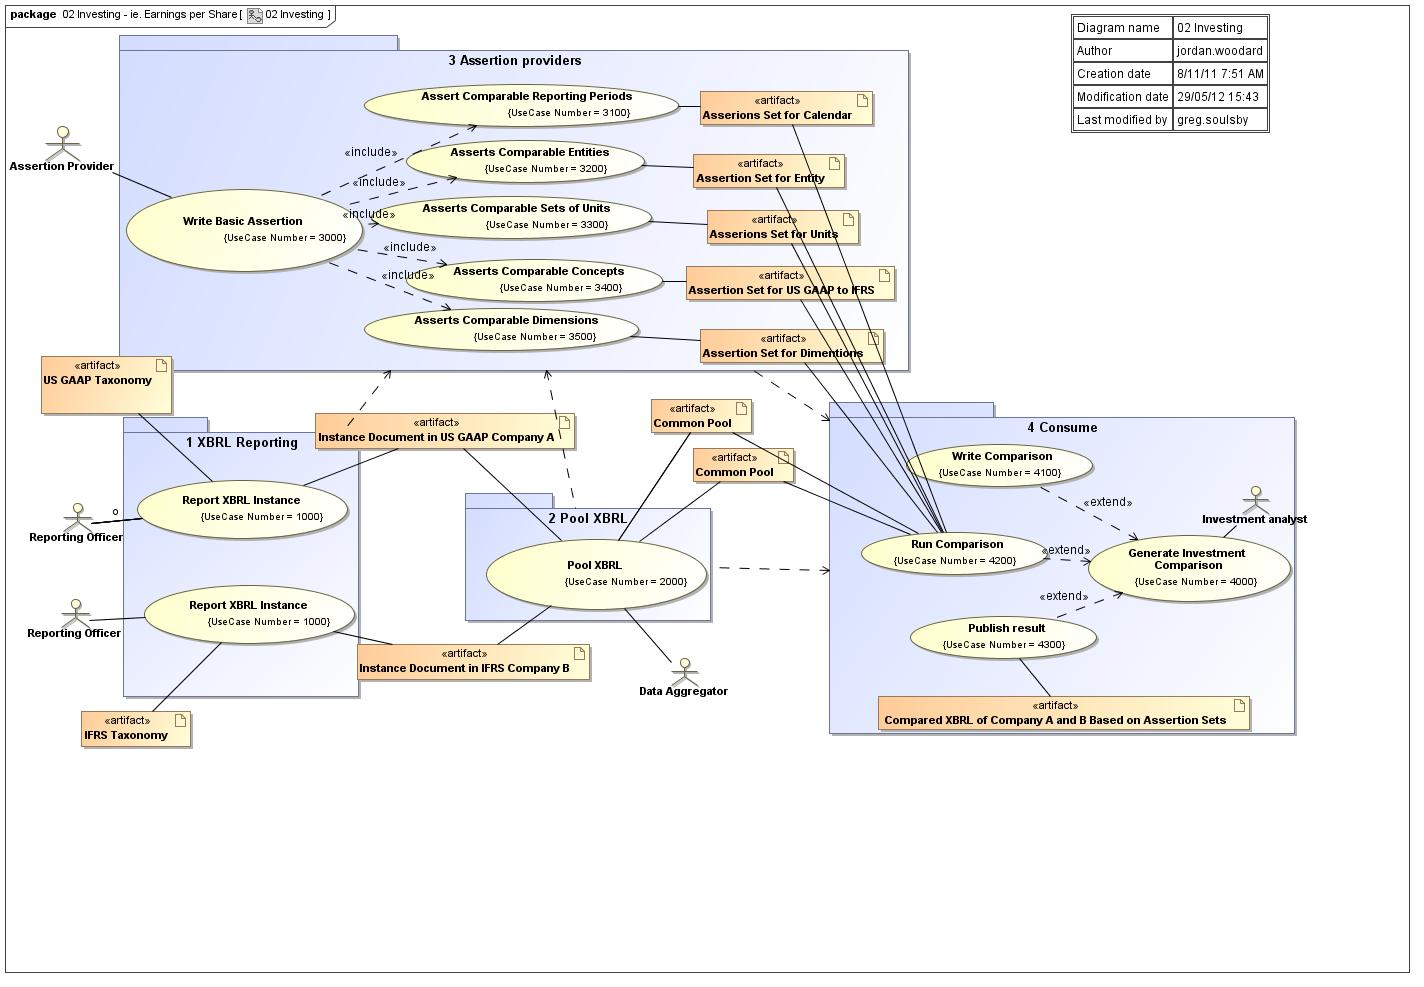 package 02 Investing - ie. Earnings per Share [ 02 Investing ]
Diagram name 02 Investing
Author jordan.woodard
Creation date 8/11/11 7:51 AM
Modification date 29/05/12 15:43
Last modified by greg.soulsby
3 Assertion providers
Assertion Provider
Write Basic Assertion
{UseCase Number = 3000}
«include»
«include»
«include»
«include»
«include»
Assert Comparable Reporting Periods
{UseCase Number = 3100}
Asserts Comparable Entities
{UseCase Number = 3200}
Asserts Comparable Sets of Units
{UseCase Number = 3300}
Asserts Comparable Concepts
{UseCase Number = 3400}
Asserts Comparable Dimensions
{UseCase Number = 3500}
«artifact»
Asserions Set for Calendar
«artifact»
Assertion Set for Entity
«artifact»
Asserions Set for Units
«artifact»
Assertion Set for US GAAP to IFRS
«artifact»
Assertion Set for Dimentions
«artifact»
US GAAP Taxonomy
1 XBRL Reporting
Report XBRL Instance
{UseCase Number = 1000}
o
Reporting Officer
Report XBRL Instance
{UseCase Number = 1000}
Reporting Officer
«artifact»
IFRS Taxonomy
«artifact»
Instance Document in US GAAP Company A
«artifact»
Instance Document in IFRS Company B
2 Pool XBRL
Pool XBRL
{UseCase Number = 2000}
Data Aggregator
«artifact»
Common Pool
«artifact»
Common Pool
4 Consume
Write Comparison
{UseCase Number = 4100}
«extend»
Run Comparison
{UseCase Number = 4200}
«extend»
Publish result
{UseCase Number = 4300}
«extend»
Generate Investment
Comparison
{UseCase Number = 4000}
Investment analyst
«artifact»
Compared XBRL of Company A and B Based on Assertion Sets